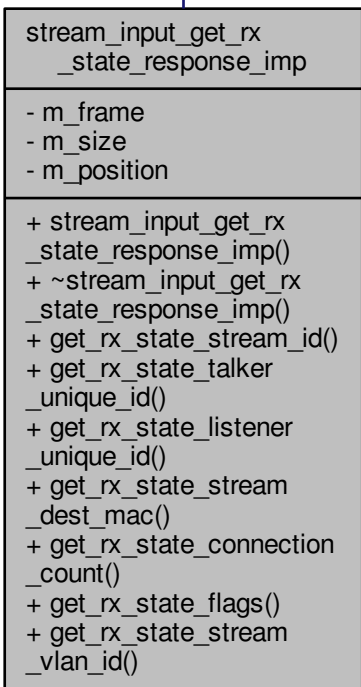 stream_input_get_rx
_state_response_imp
- m_frame
- m_size
- m_position
+ stream_input_get_rx
_state_response_imp()
+ ~stream_input_get_rx
_state_response_imp()
+ get_rx_state_stream_id()
+ get_rx_state_talker
_unique_id()
+ get_rx_state_listener
_unique_id()
+ get_rx_state_stream
_dest_mac()
+ get_rx_state_connection
_count()
+ get_rx_state_flags()
+ get_rx_state_stream
_vlan_id()